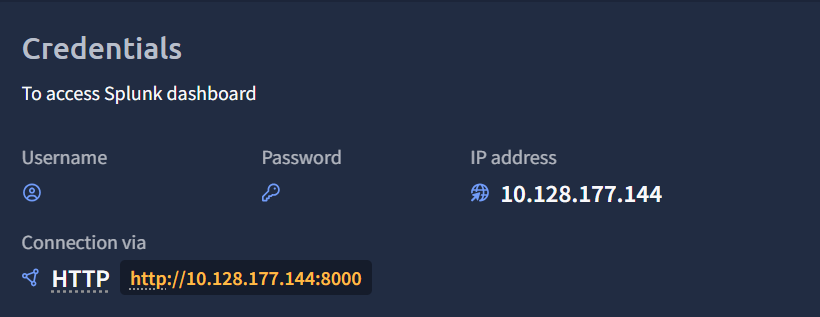 Credentials
To access Splunk dashboard
Username Password IP address
10.128.177.144
Connection via
HTTP http://10.128.177.144:8000